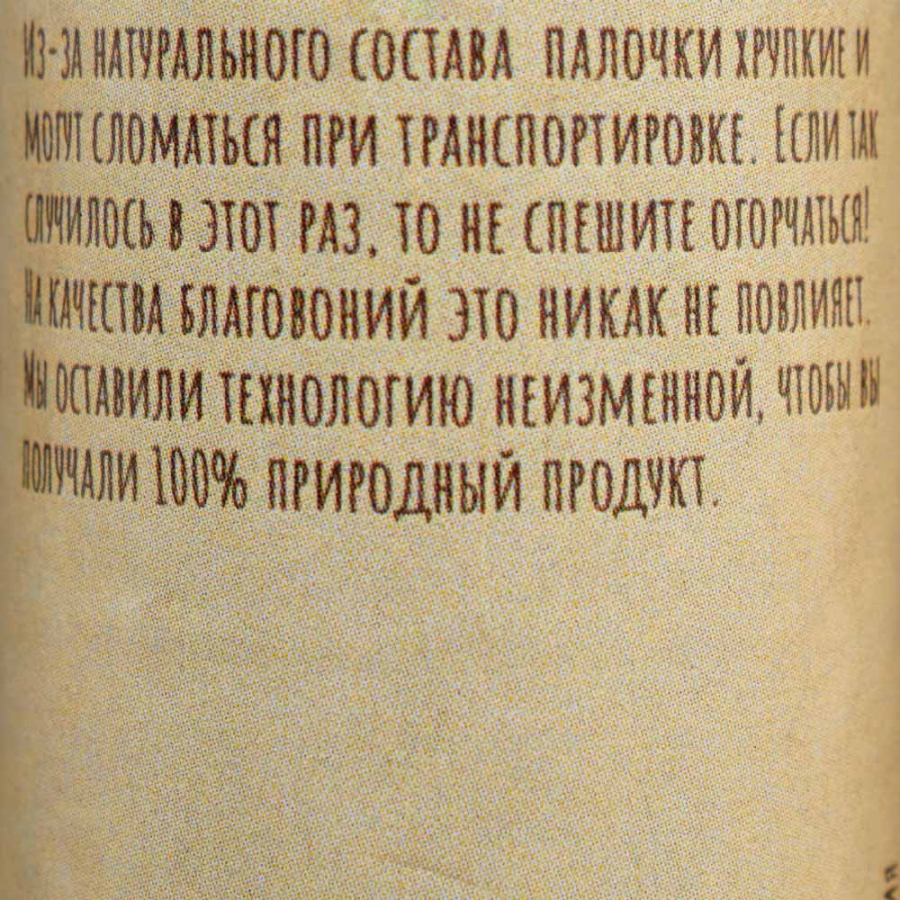 Из-за натурального состава палочки хрупкие и
могут сломаться при транспортировке. Если так
случилось в этот раз, то не спешите огорчаться!
На качества благовоний это никак не повлияет.
Мы оставили технологию неизменной, чтобы вы
получали 100% природный продукт.